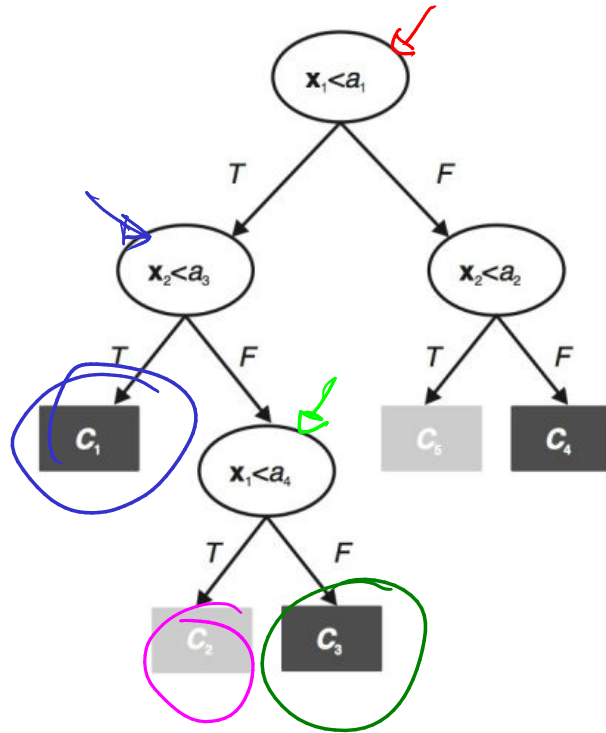 x₁<a₁
T F
x₂<a₃ x₂<a₂
T F T F
C₁ C₅ C₄
x₁<a₄
T F
C₂ C₃